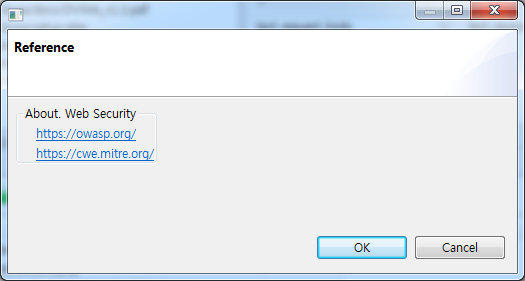 Reference
About. Web Security
https://owasp.org/
https://cwe.mitre.org/
OK
Cancel